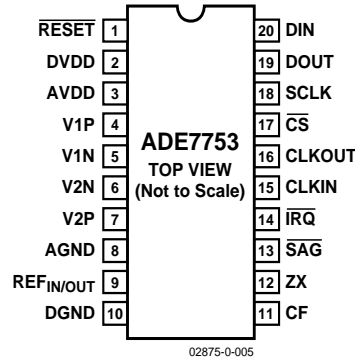 RESET 1
DVDD 2
AVDD 3
V1P 4
V1N 5
V2N 6
V2P 7
AGND 8
REFIN/OUT 9
DGND 10
ADE7753
TOP VIEW
(Not to Scale)
20 DIN
19 DOUT
18 SCLK
17 CS
16 CLKOUT
15 CLKIN
14 IRQ
13 SAG
12 ZX
11 CF
02875-0-005